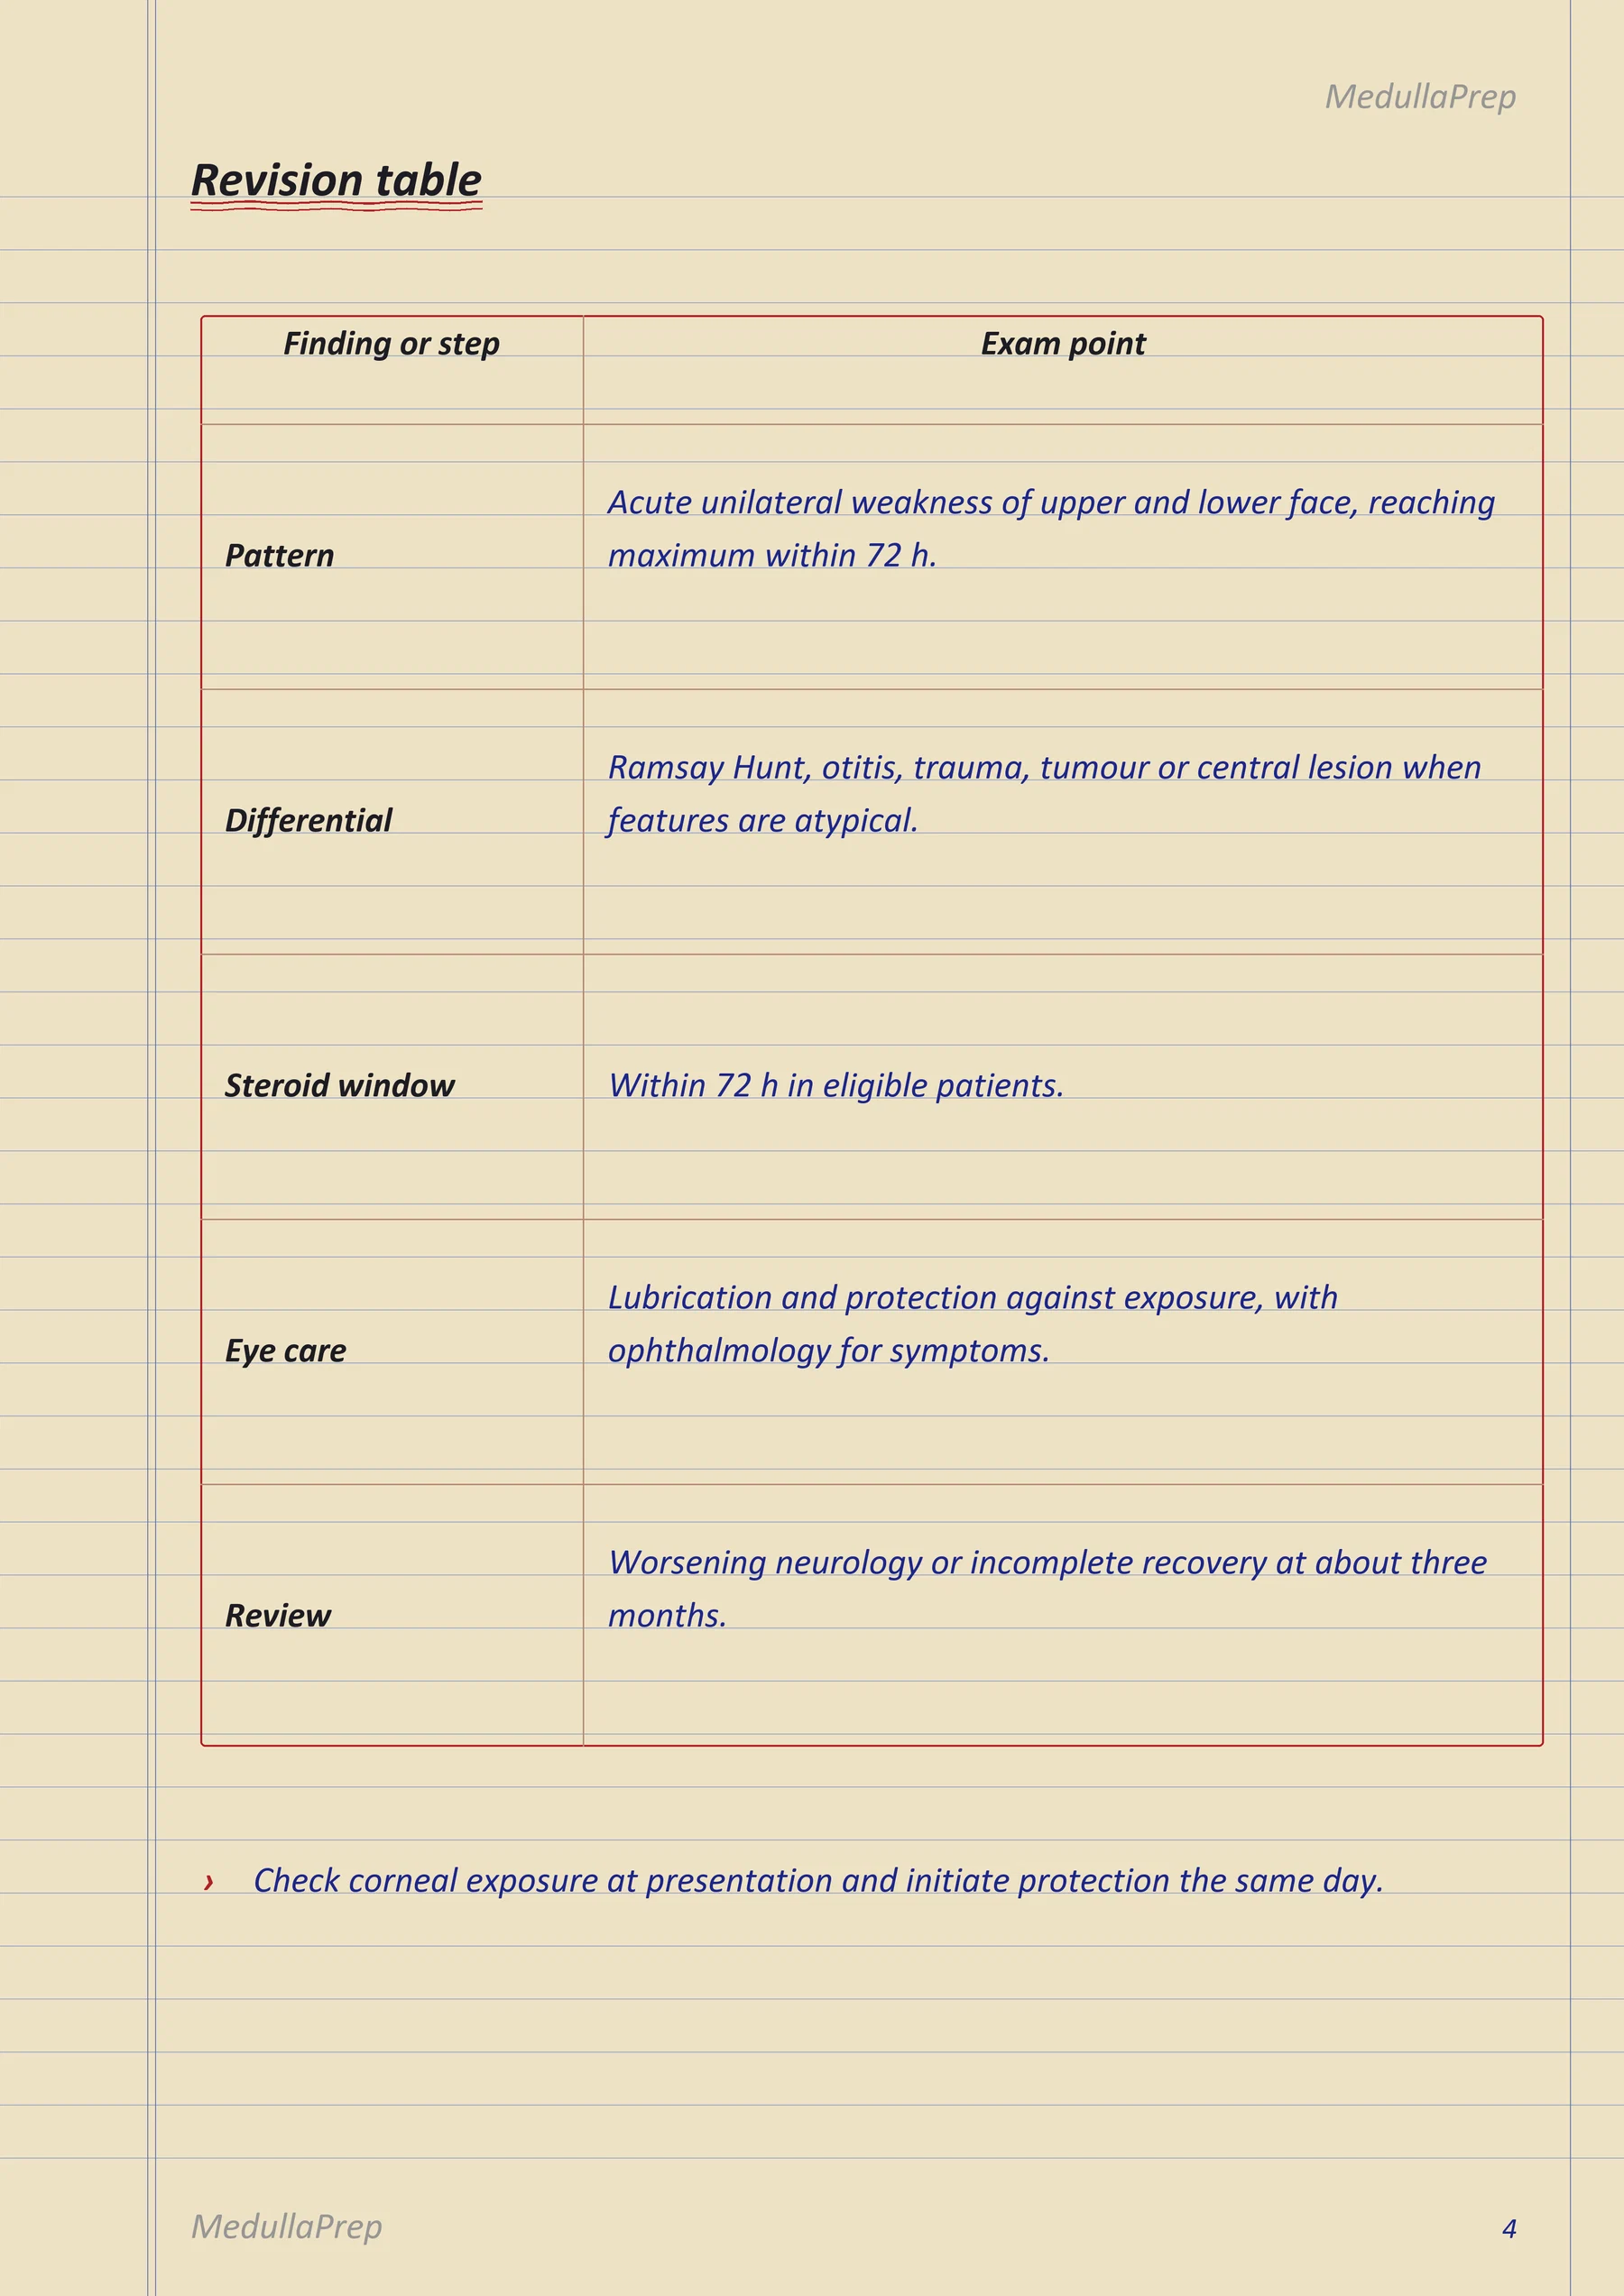 MedullaPrep
Revision table
Finding or step
Exam point
Pattern
Acute unilateral weakness of upper and lower face, reaching
maximum within 72 h.
Differential
Ramsay Hunt, otitis, trauma, tumour or central lesion when
features are atypical.
Steroid window
Within 72 h in eligible patients.
Eye care
Lubrication and protection against exposure, with
ophthalmology for symptoms.
Review
Worsening neurology or incomplete recovery at about three
months.
› Check corneal exposure at presentation and initiate protection the same day.
MedullaPrep
4